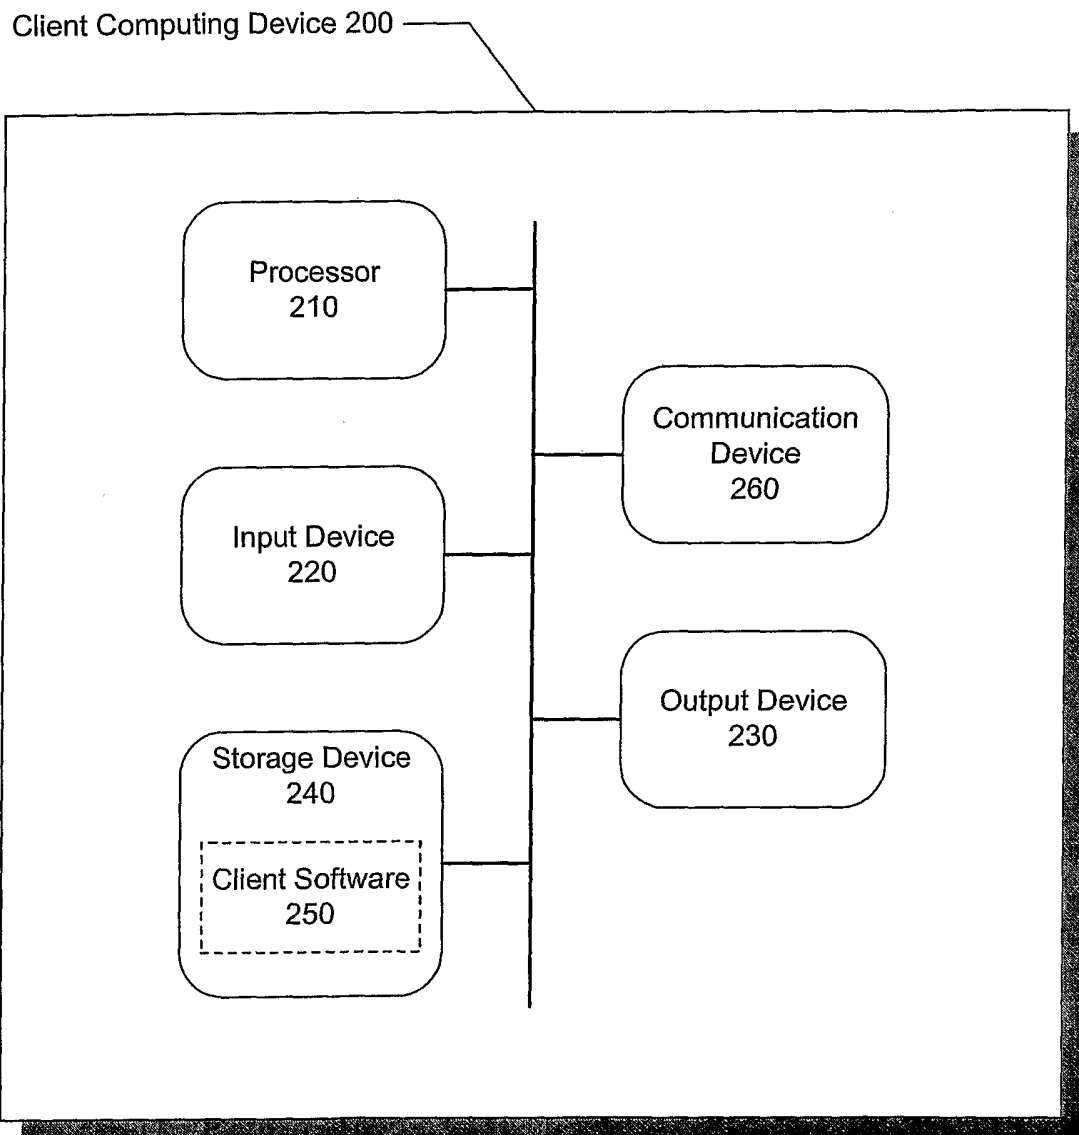 Client Computing Device 200
Processor
210
Communication
Device
260
Input Device
220
Output Device
230
Storage Device
240
Client Software
250